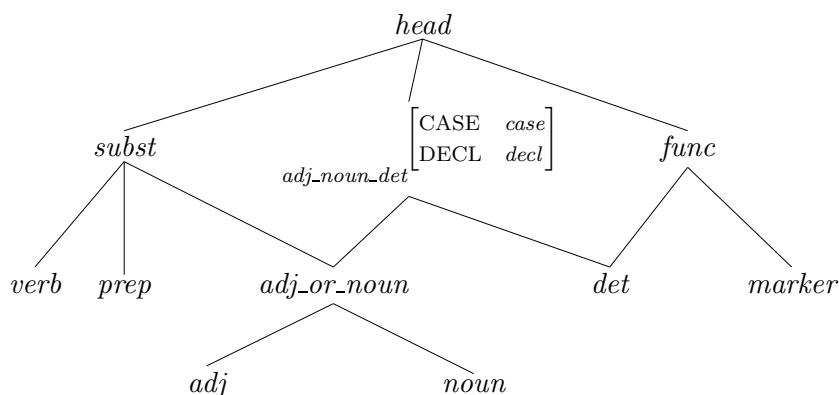 head
CASE case
subst DECL decl func
adj_noun_det
verb prep adj_or_noun det marker
adj noun